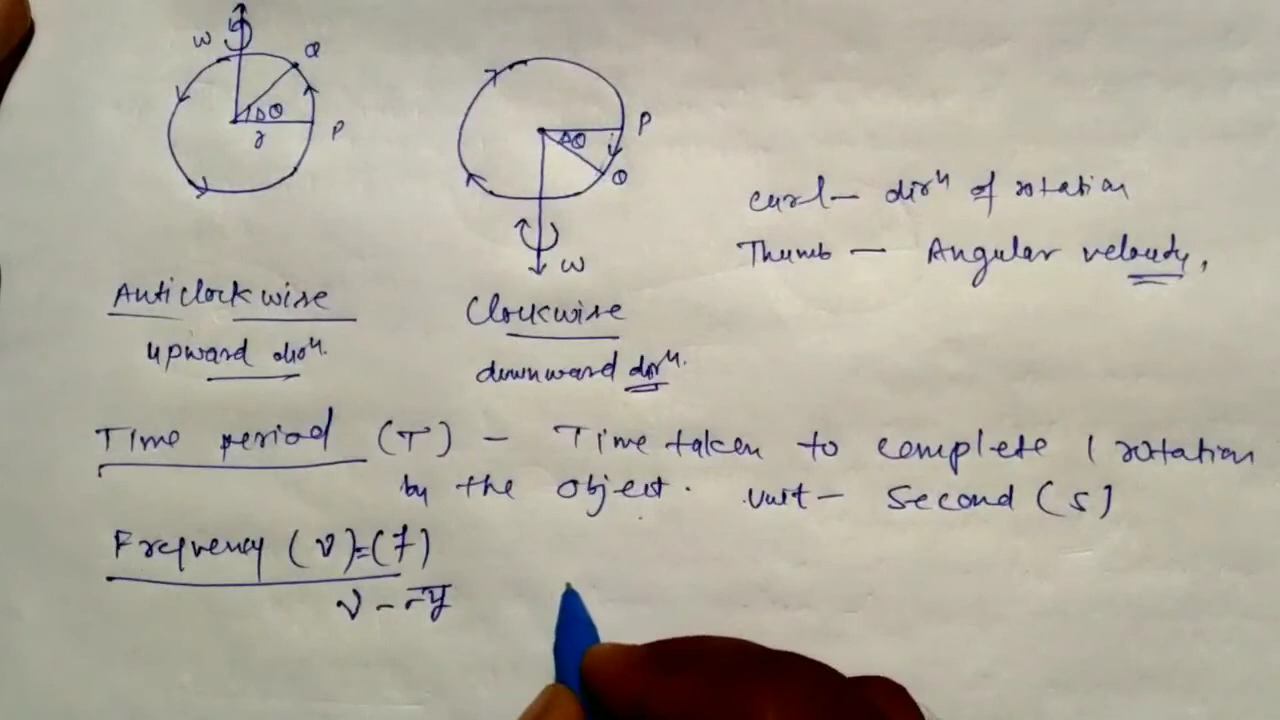 ω Q
Δθ P
r
P
Δθ
Q
ω
Curl – dirⁿ of rotation
Thumb – Angular velocity,
Anticlockwise
upward dirⁿ.
Clockwise
downward dirⁿ.
Time period (T) – Time taken to complete 1 rotation
by the object. Unit – Second (s)
Frequency (ν)=(f)
ν – न्यु